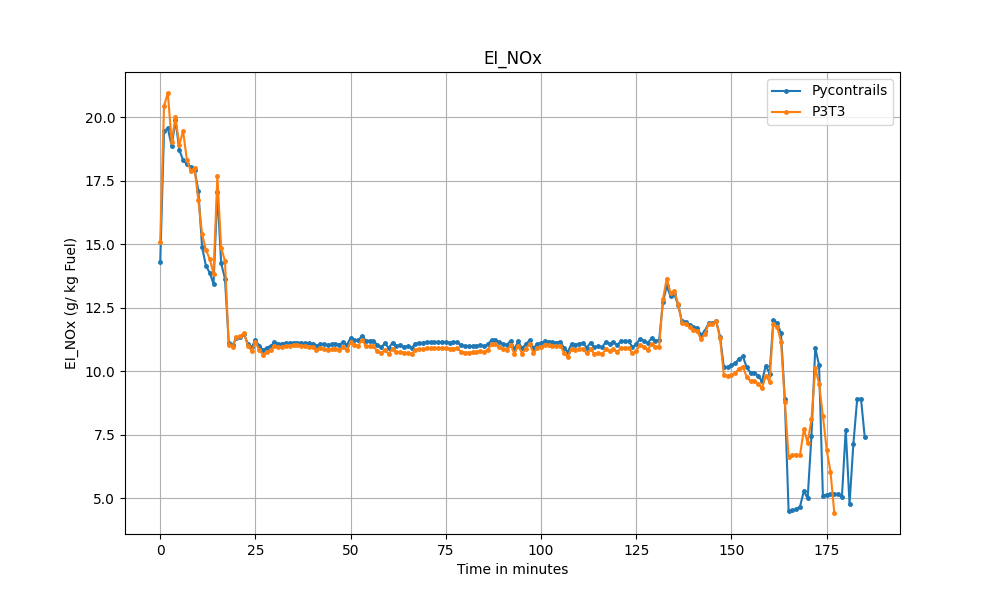 EI_NOx
Pycontrails
P3T3
EI_NOx (g/ kg Fuel)
20.0
17.5
15.0
12.5
10.0
7.5
5.0
0 25 50 75 100 125 150 175
Time in minutes